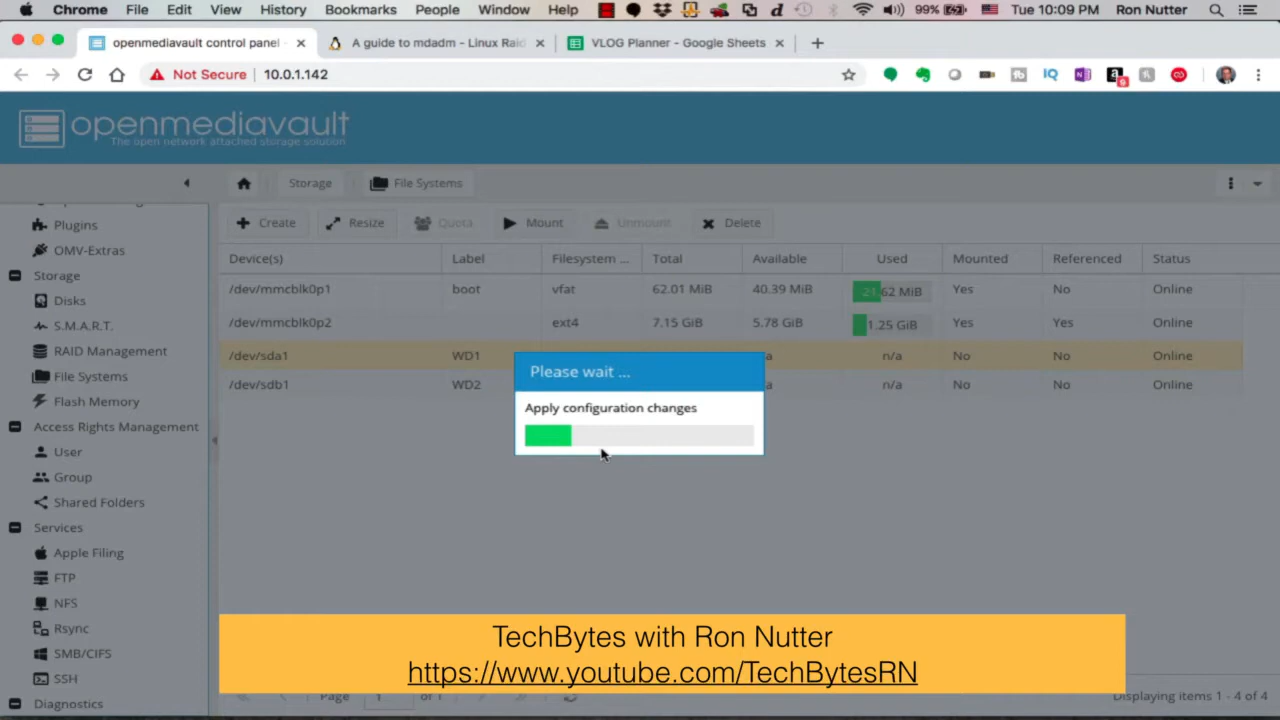 Chrome File Edit View History Bookmarks People Window Help 99% Tue 10:09 PM Ron Nutter
openmediavault control panel - A guide to mdadm - Linux Raid VLOG Planner - Google Sheets
Not Secure 10.0.1.142
openmediavault
The open network attached storage solution
Storage File Systems
Plugins
OMV-Extras
Storage
Disks
S.M.A.R.T.
RAID Management
File Systems
Flash Memory
Access Rights Management
User
Group
Shared Folders
Services
Apple Filing
FTP
NFS
Rsync
SMB/CIFS
SSH
Diagnostics
Create Resize Quota Mount Unmount Delete
Device(s) Label Filesystem ... Total Available Used Mounted Referenced Status
/dev/mmcblk0p1 boot vfat 62.01 MiB 40.39 MiB 21.62 MiB Yes No Online
/dev/mmcblk0p2 ext4 7.15 GiB 5.78 GiB 1.25 GiB Yes Yes Online
/dev/sda1 WD1 n/a No No Online
/dev/sdb1 WD2 n/a No No Online
Please wait ...
Apply configuration changes
TechBytes with Ron Nutter
https://www.youtube.com/TechBytesRN
Page 1 of 1
Displaying items 1 - 4 of 4